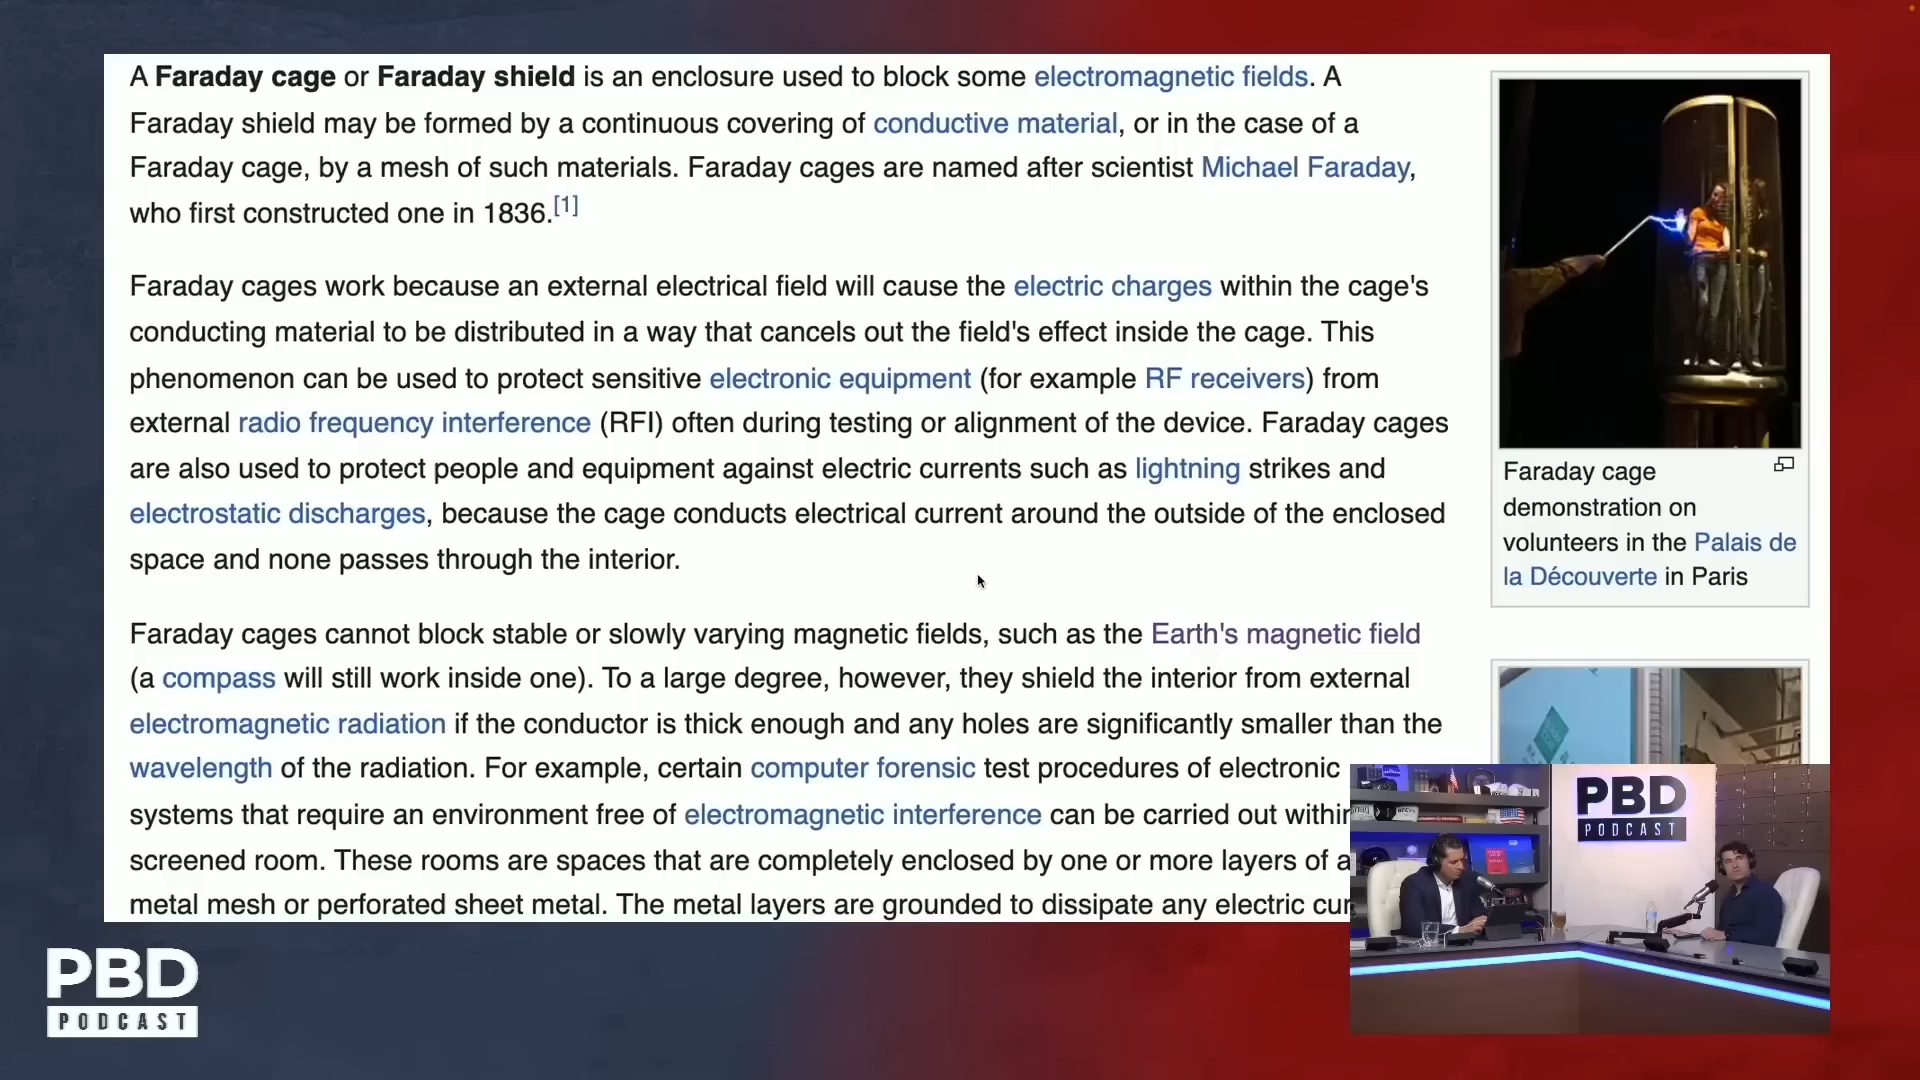 A Faraday cage or Faraday shield is an enclosure used to block some electromagnetic fields. A
Faraday shield may be formed by a continuous covering of conductive material, or in the case of a
Faraday cage, by a mesh of such materials. Faraday cages are named after scientist Michael Faraday,
who first constructed one in 1836.[1]
Faraday cages work because an external electrical field will cause the electric charges within the cage's
conducting material to be distributed in a way that cancels out the field's effect inside the cage. This
phenomenon can be used to protect sensitive electronic equipment (for example RF receivers) from
external radio frequency interference (RFI) often during testing or alignment of the device. Faraday cages
are also used to protect people and equipment against electric currents such as lightning strikes and
electrostatic discharges, because the cage conducts electrical current around the outside of the enclosed
space and none passes through the interior.
Faraday cages cannot block stable or slowly varying magnetic fields, such as the Earth's magnetic field
(a compass will still work inside one). To a large degree, however, they shield the interior from external
electromagnetic radiation if the conductor is thick enough and any holes are significantly smaller than the
wavelength of the radiation. For example, certain computer forensic test procedures of electronic
systems that require an environment free of electromagnetic interference can be carried out within
screened room. These rooms are spaces that are completely enclosed by one or more layers of a
metal mesh or perforated sheet metal. The metal layers are grounded to dissipate any electric cur
Faraday cage
demonstration on
volunteers in the Palais de
la Découverte in Paris
PBD
PODCAST
PBD
PODCAST